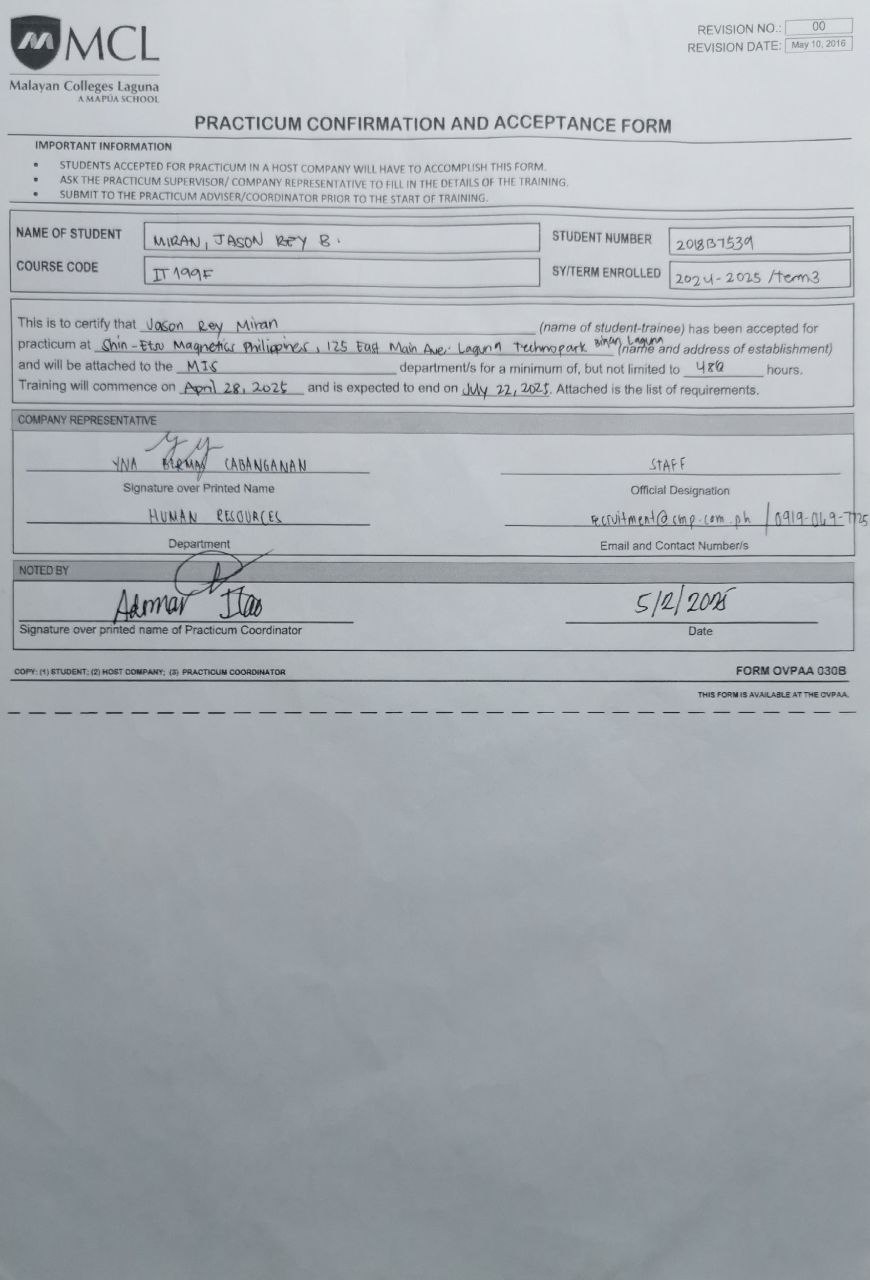 MCL
Malayan Colleges Laguna
A MAPÚA SCHOOL
REVISION NO.: 00
REVISION DATE: May 10, 2016
PRACTICUM CONFIRMATION AND ACCEPTANCE FORM
IMPORTANT INFORMATION
• STUDENTS ACCEPTED FOR PRACTICUM IN A HOST COMPANY WILL HAVE TO ACCOMPLISH THIS FORM.
• ASK THE PRACTICUM SUPERVISOR/ COMPANY REPRESENTATIVE TO FILL IN THE DETAILS OF THE TRAINING.
• SUBMIT TO THE PRACTICUM ADVISER/COORDINATOR PRIOR TO THE START OF TRAINING.
NAME OF STUDENT MIRAN, JASON REY B. STUDENT NUMBER 2018137539
COURSE CODE IT199F SY/TERM ENROLLED 2024-2025 /Term3
This is to certify that Jason Rey Miran (name of student-trainee) has been accepted for
practicum at Shin-Etsu Magnetics Philippines, 125 East Main Ave. Laguna Technopark Biñan, Laguna (name and address of establishment)
and will be attached to the MIS department/s for a minimum of, but not limited to 480 hours.
Training will commence on April 28, 2025 and is expected to end on July 22, 2025. Attached is the list of requirements.
COMPANY REPRESENTATIVE
YNA CABANGANAN STAFF
Signature over Printed Name Official Designation
HUMAN RESOURCES recruitment@cmp.com.ph / 0919-069-7725
Department Email and Contact Number/s
NOTED BY
Admar Itao 5/2/2025
Signature over printed name of Practicum Coordinator Date
COPY: (1) STUDENT; (2) HOST COMPANY; (3) PRACTICUM COORDINATOR FORM OVPAA 030B
THIS FORM IS AVAILABLE AT THE OVPAA.